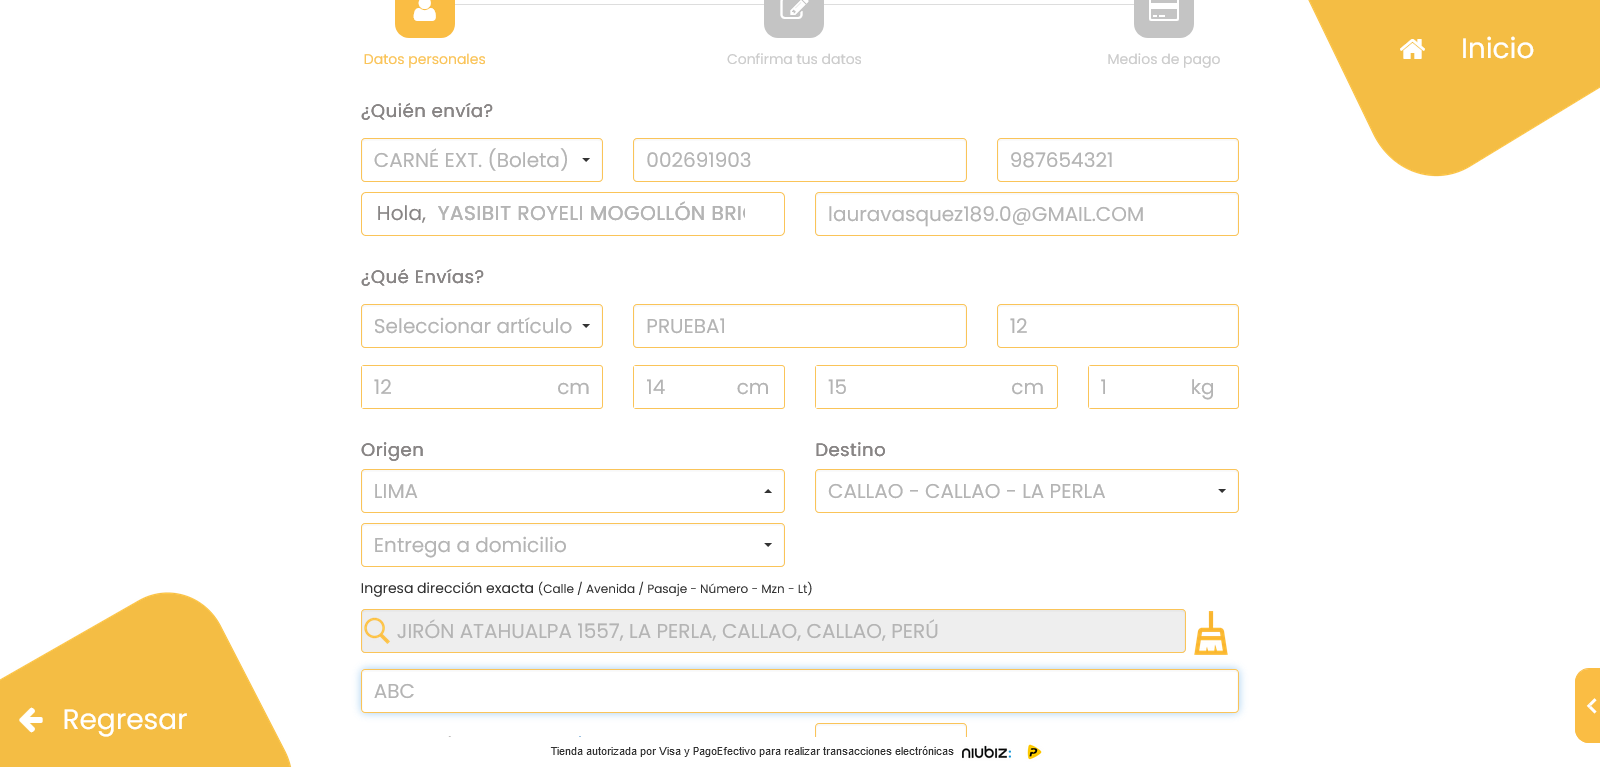 Datos personales
Confirma tus datos
Medios de pago
Inicio
¿Quién envía?
CARNÉ EXT. (Boleta)
002691903
987654321
Hola, YASIBIT ROYELI MOGOLLÓN
lauravasquez189.0@GMAIL.COM
¿Qué Envías?
Seleccionar artículo
PRUEBA1
12
12 cm
14 cm
15 cm
1 kg
Origen
Destino
LIMA
CALLAO - CALLAO - LA PERLA
Entrega a domicilio
Ingresa dirección exacta (Calle / Avenida / Pasaje - Número - Mzn - Lt)
JIRÓN ATAHUALPA 1557, LA PERLA, CALLAO, CALLAO, PERÚ
ABC
Regresar
Tienda autorizada por Visa y PagoEfectivo para realizar transacciones electrónicas niubiz: P